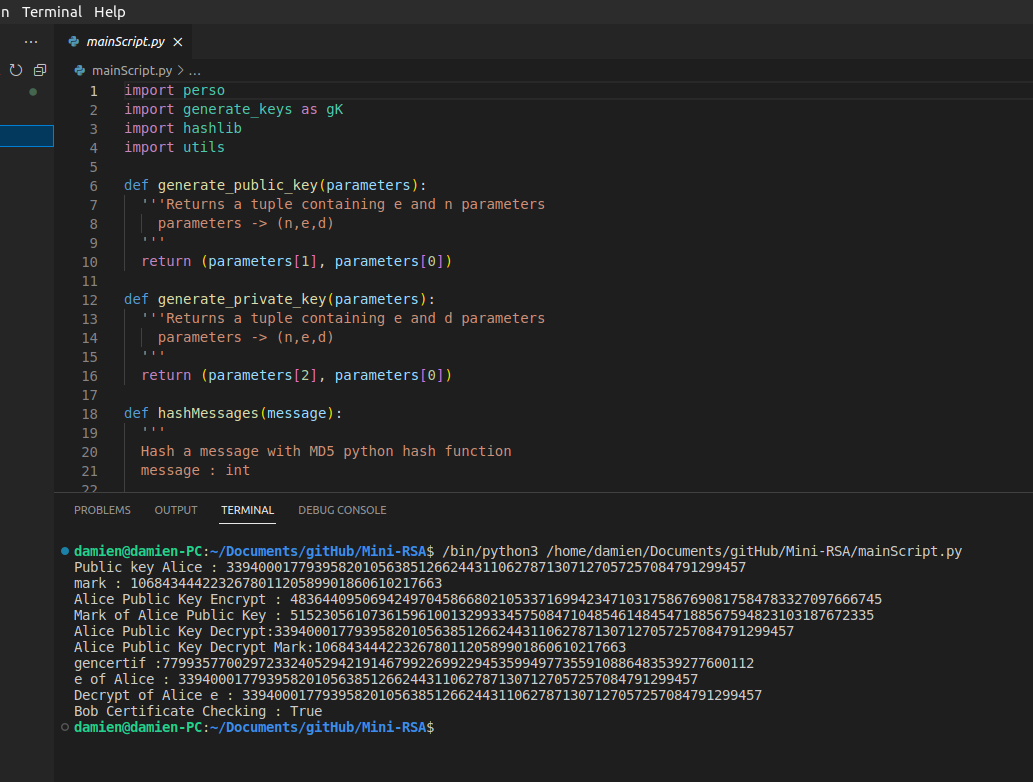 n Terminal Help
mainScript.py
mainScript.py > ...
1 import perso
2 import generate_keys as gK
3 import hashlib
4 import utils
5
6 def generate_public_key(parameters):
7 '''Returns a tuple containing e and n parameters
8 parameters -> (n,e,d)
9 '''
10 return (parameters[1], parameters[0])
11
12 def generate_private_key(parameters):
13 '''Returns a tuple containing e and d parameters
14 parameters -> (n,e,d)
15 '''
16 return (parameters[2], parameters[0])
17
18 def hashMessages(message):
19 '''
20 Hash a message with MD5 python hash function
21 message : int
22
PROBLEMS OUTPUT TERMINAL DEBUG CONSOLE
damien@damien-PC:~/Documents/gitHub/Mini-RSA$ /bin/python3 /home/damien/Documents/gitHub/Mini-RSA/mainScript.py
Public key Alice : 33940001779395820105638512662443110627871307127057257084791299457
mark : 106843444223267801120589901860610217663
Alice Public Key Encrypt : 483644095069424970458668021053371699423471031758676908175847833270976667​45
Mark of Alice Public Key : 515230561073615961001329933457508471048546148454718856759482310318767233​5
Alice Public Key Decrypt:33940001779395820105638512662443110627871307127057257084791299457
Alice Public Key Decrypt Mark:106843444223267801120589901860610217663
gencertif :77993577002972332405294219146799226992294535994977355910886483539277600112
e of Alice : 33940001779395820105638512662443110627871307127057257084791299457
Decrypt of Alice e : 33940001779395820105638512662443110627871307127057257084791299457
Bob Certificate Checking : True
damien@damien-PC:~/Documents/gitHub/Mini-RSA$